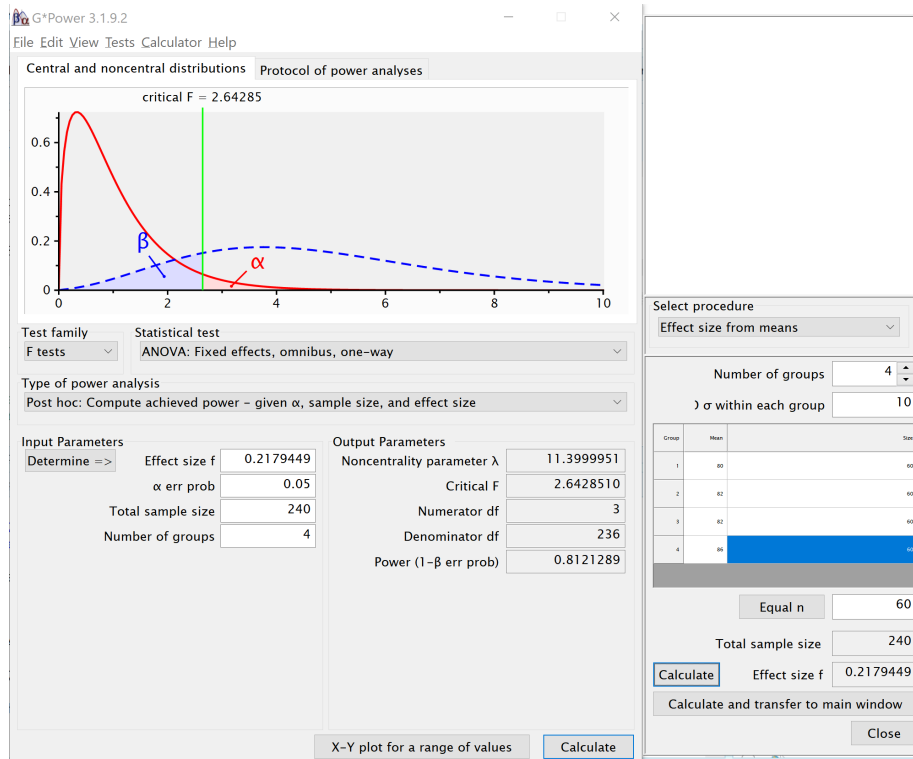 G*Power 3.1.9.2
File Edit View Tests Calculator Help
Central and noncentral distributions
Protocol of power analyses
critical F = 2.64285
0.6
0.4
0.2
0
β
α
0 2 4 6 8 10
Test family
Statistical test
F tests
ANOVA: Fixed effects, omnibus, one-way
Type of power analysis
Post hoc: Compute achieved power – given α, sample size, and effect size
Input Parameters
Determine =>
Effect size f 0.2179449
α err prob 0.05
Total sample size 240
Number of groups 4
Output Parameters
Noncentrality parameter λ 11.3999951
Critical F 2.6428510
Numerator df 3
Denominator df 236
Power (1-β err prob) 0.8121289
X-Y plot for a range of values
Calculate
Select procedure
Effect size from means
Number of groups 4
σ within each group 10
Group Mean Size
1 80 60
2 82 60
3 82 60
4 86 60
Equal n 60
Total sample size 240
Calculate
Effect size f 0.2179449
Calculate and transfer to main window
Close